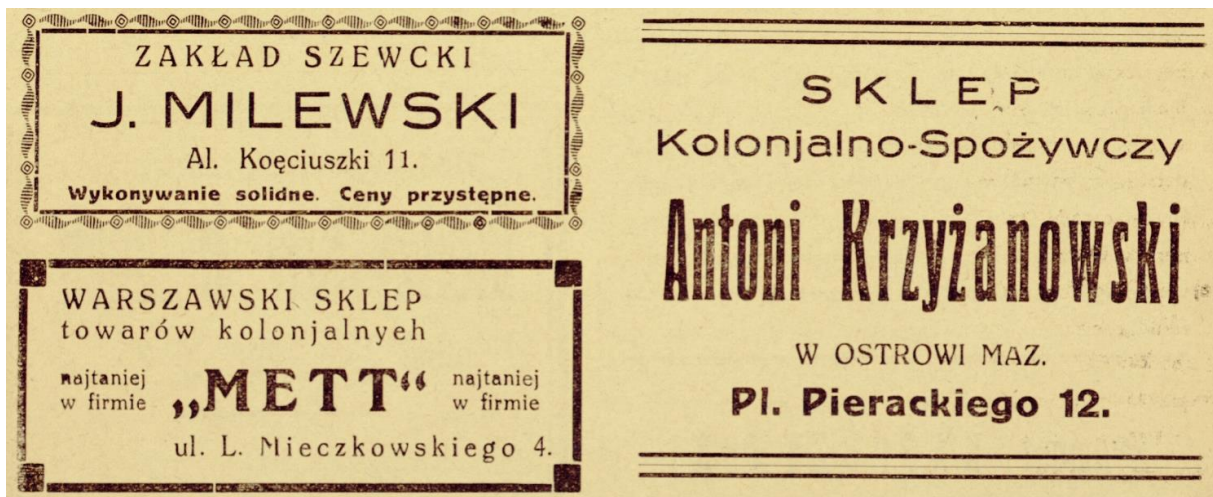 ZAKŁAD SZEWCKI
J. MILEWSKI
Al. Koęciuszki 11.
Wykonywanie solidne. Ceny przystępne.
WARSZAWSKI SKLEP
towarów kolonjalnyeh
najtaniej w firmie „METT“ najtaniej w firmie
ul. L. Mieczkowskiego 4.
SKLEP
Kolonjalno-Spożywczy
Antoni Krzyżanowski
W OSTROWI MAZ.
Pl. Pierackiego 12.